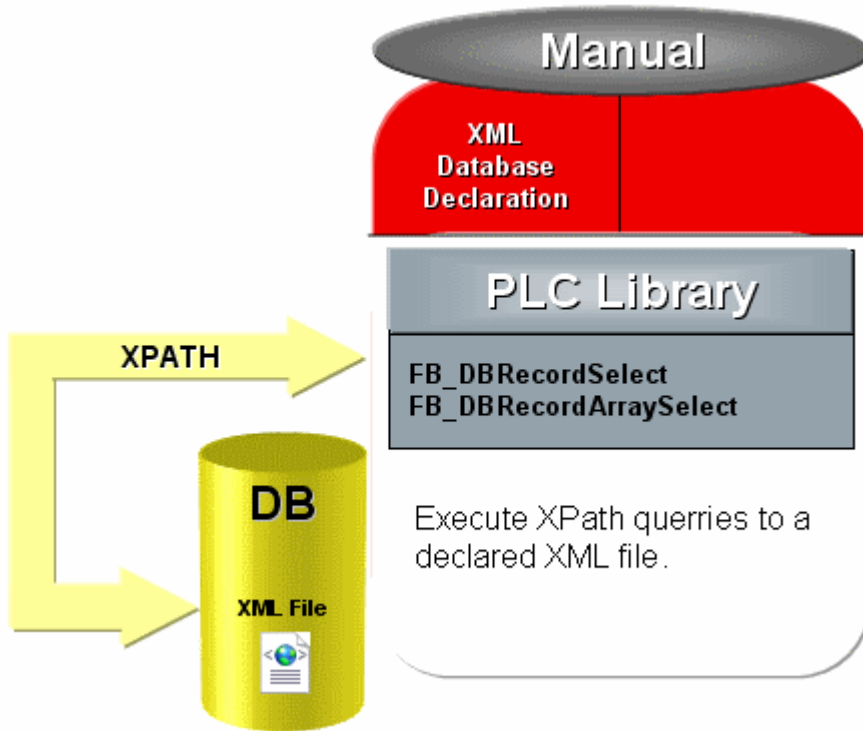 Manual
XML
Database
Declaration
PLC Library
XPATH
FB_DBRecordSelect
FB_DBRecordArraySelect
DB
XML File
Execute XPath querries to a
declared XML file.